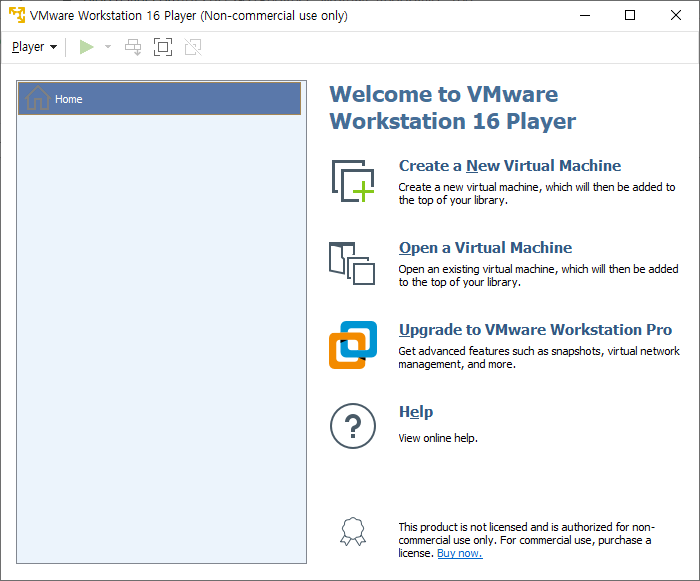 VMware Workstation 16 Player (Non-commercial use only)
Player
Home
Welcome to VMware
Workstation 16 Player
Create a New Virtual Machine
Create a new virtual machine, which will then be added to
the top of your library.
Open a Virtual Machine
Open an existing virtual machine, which will then be added
to the top of your library.
Upgrade to VMware Workstation Pro
Get advanced features such as snapshots, virtual network
management, and more.
Help
View online help.
This product is not licensed and is authorized for non-
commercial use only. For commercial use, purchase a
license. Buy now.